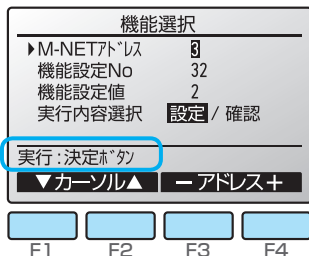 機能選択
▶M-NETｱﾄﾞﾚｽ 3
機能設定No 32
機能設定値 2
実行内容選択 設定 / 確認
実行:決定ﾎﾞﾀﾝ
▼カーソル▲ －アドレス＋
F1 F2 F3 F4